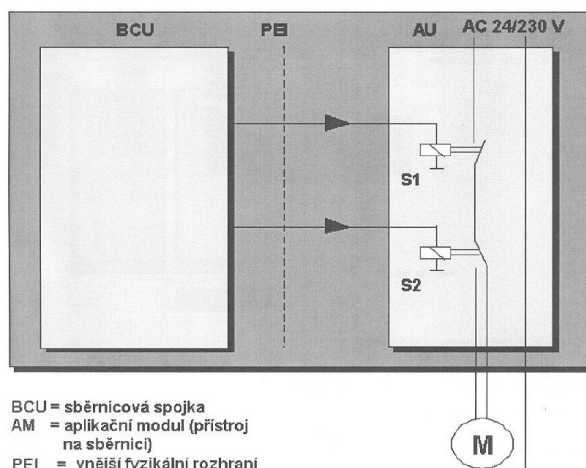 BCU PEI AU AC 24/230 V
S1
S2
BCU = sběrnicová spojka
AM = aplikační modul (přístroj
na sběrnici)
PEI = vnější fyzikální rozhraní
M